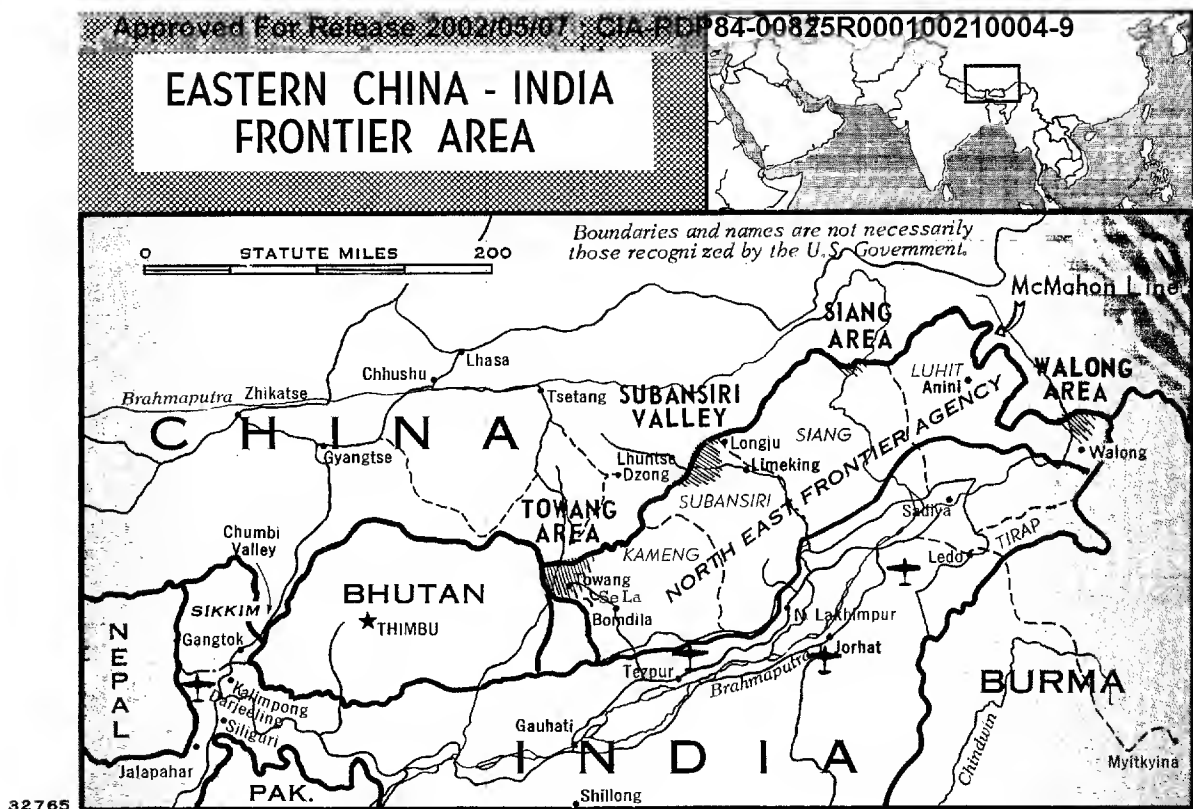 Approved For Release 2002/05/07 : CIA-RDP84-00825R000100210004-9
EASTERN CHINA - INDIA
FRONTIER AREA
Boundaries and names are not necessarily
those recognized by the U.S. Government.
0 STATUTE MILES 200
McMahon Line
SIANG
AREA
Lhasa
LUHIT
Anini
WALONG
AREA
Chhushu
Brahmaputra
Zhikatse
Tsetang
SUBANSIRI
VALLEY
CHINA
Longju
SIANG
Gyangtse
Lhuntse
Dzong
Limeking
Walong
NORTH EAST FRONTIER AGENCY
SUBANSIRI
TOWANG
AREA
Sadiya
Chumbi
Valley
KAMENG
TIRAP
Ledo
Towang
Se La
BHUTAN
THIMBU
SIKKIM
Bomdila
N. Lakhimpur
NEPAL
Gangtok
Jorhat
Tezpur
Brahmaputra
BURMA
Kalimpong
Darjeeling
Siliguri
Gauhati
INDIA
Chindwin
Jalapahar
Myitkyina
PAK.
Shillong
32765